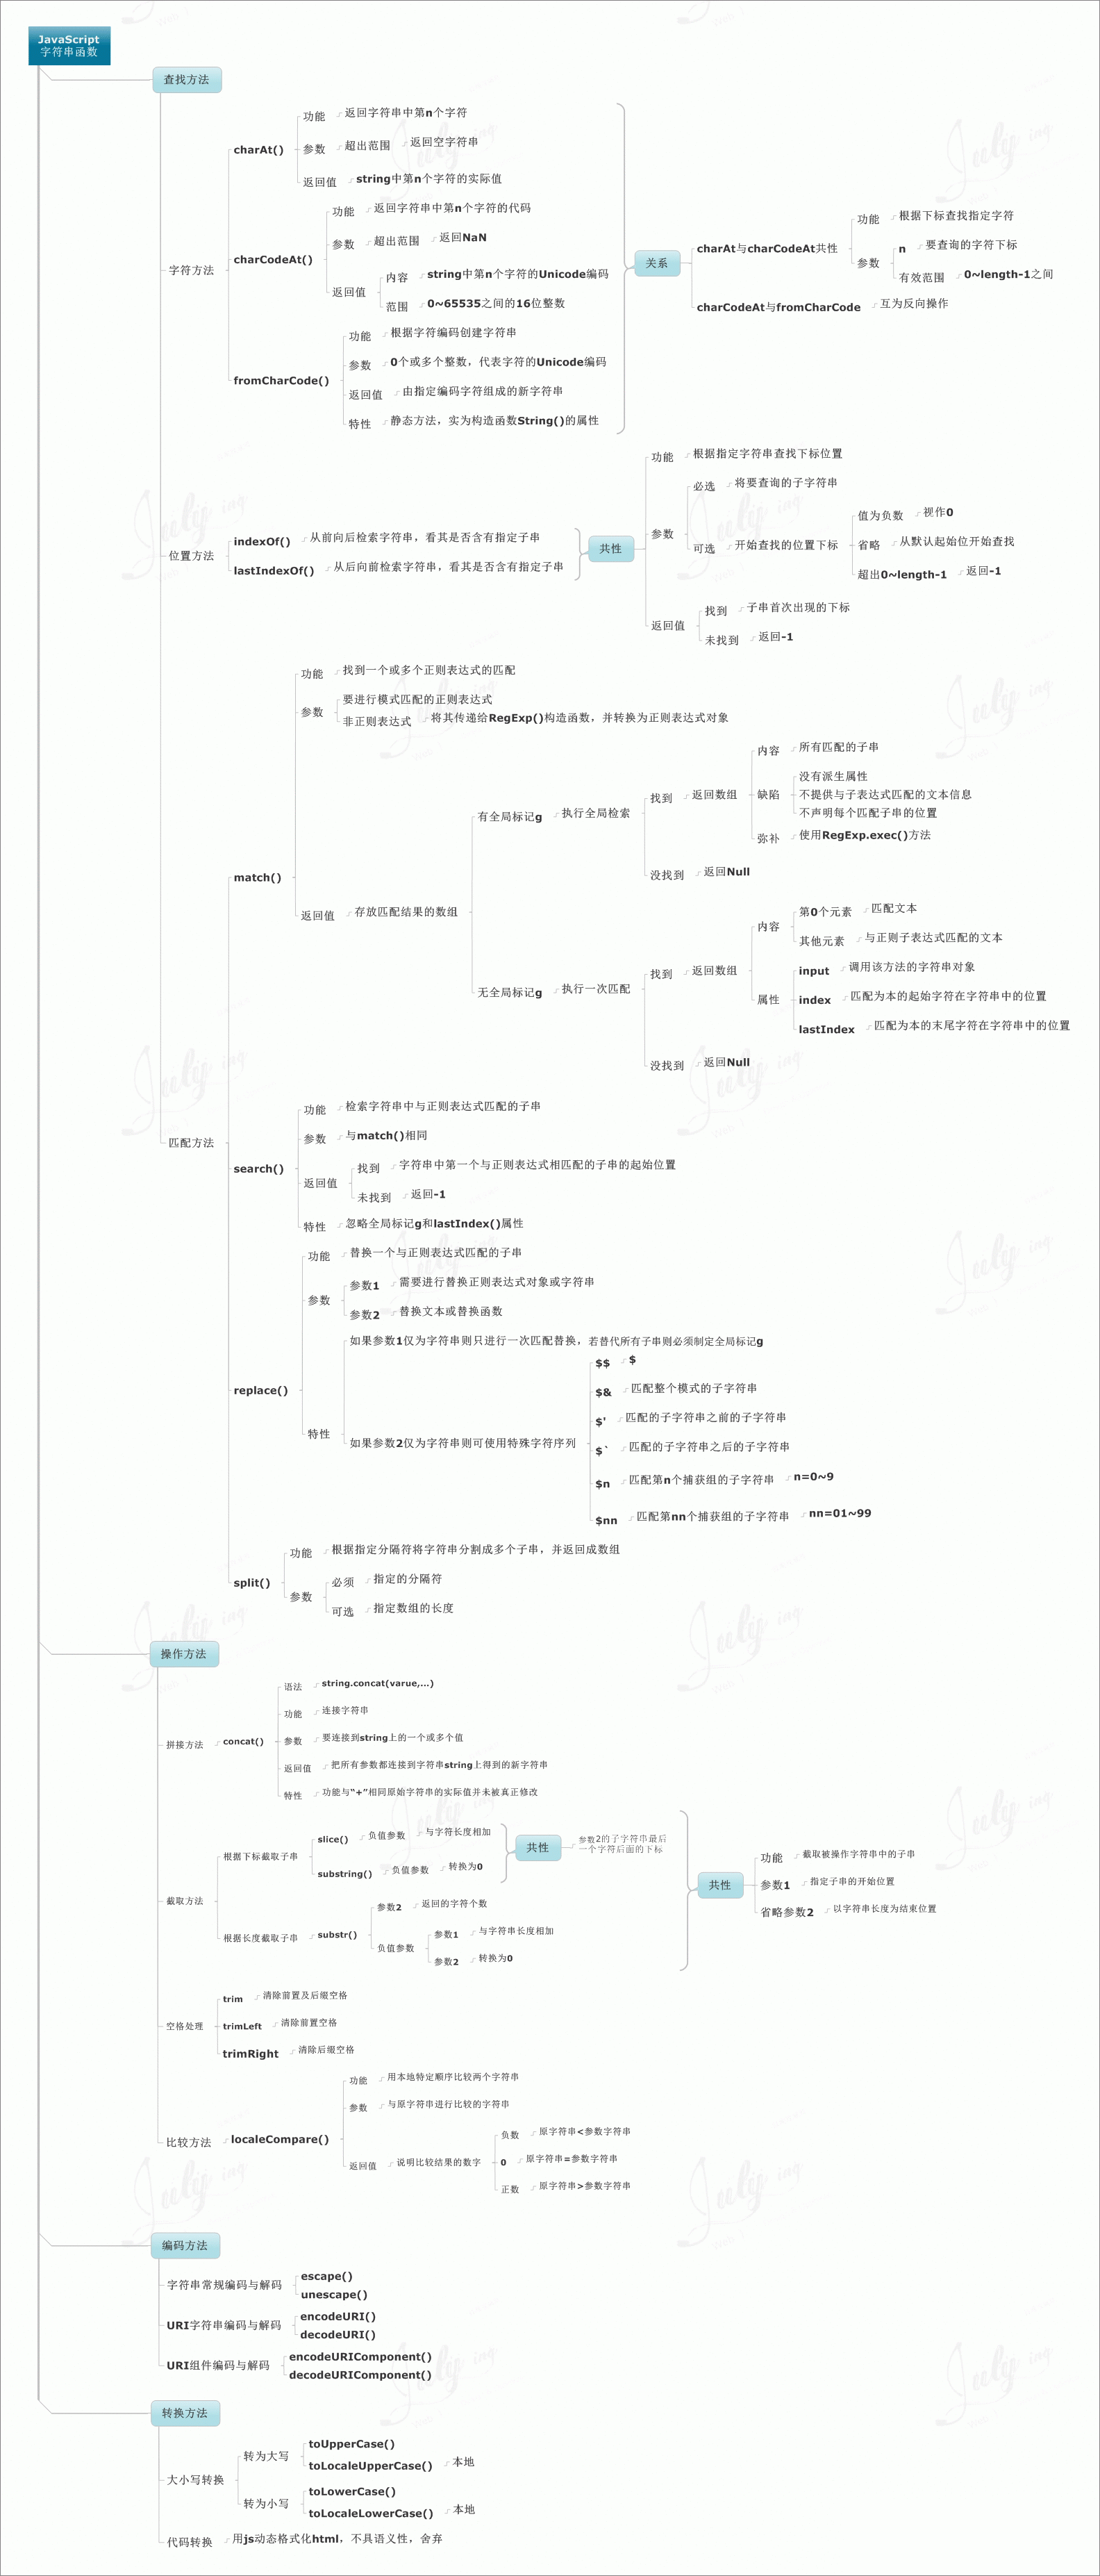 JavaScript
字符串函数
查找方法
字符方法
charAt()
功能
返回字符串中第n个字符
参数
超出范围
返回空字符串
返回值
string中第n个字符的实际值
charCodeAt()
功能
返回字符串中第n个字符的代码
参数
超出范围
返回NaN
返回值
内容
string中第n个字符的Unicode编码
范围
0~65535之间的16位整数
fromCharCode()
功能
根据字符编码创建字符串
参数
0个或多个整数，代表字符的Unicode编码
返回值
由指定编码字符组成的新字符串
特性
静态方法，实为构造函数String()的属性
关系
charAt与charCodeAt共性
功能
根据下标查找指定字符
参数
n
要查询的字符下标
有效范围
0~length-1之间
charCodeAt与fromCharCode
互为反向操作
位置方法
indexOf()
从前向后检索字符串，看其是否含有指定子串
lastIndexOf()
从后向前检索字符串，看其是否含有指定子串
共性
功能
根据指定字符串查找下标位置
参数
必选
将要查询的子字符串
可选
开始查找的位置下标
值为负数
视作0
省略
从默认起始位开始查找
超出0~length-1
返回-1
返回值
找到
子串首次出现的下标
未找到
返回-1
匹配方法
match()
功能
找到一个或多个正则表达式的匹配
参数
要进行模式匹配的正则表达式
非正则表达式
将其传递给RegExp()构造函数，并转换为正则表达式对象
返回值
存放匹配结果的数组
有全局标记g
执行全局检索
找到
返回数组
内容
所有匹配的子串
缺陷
没有派生属性
不提供与子表达式匹配的文本信息
不声明每个匹配子串的位置
弥补
使用RegExp.exec()方法
没找到
返回Null
无全局标记g
执行一次匹配
找到
返回数组
内容
第0个元素
匹配文本
其他元素
与正则子表达式匹配的文本
属性
input
调用该方法的字符串对象
index
匹配为本的起始字符在字符串中的位置
lastIndex
匹配为本的末尾字符在字符串中的位置
没找到
返回Null
search()
功能
检索字符串中与正则表达式匹配的子串
参数
与match()相同
返回值
找到
字符串中第一个与正则表达式相匹配的子串的起始位置
未找到
返回-1
特性
忽略全局标记g和lastIndex()属性
replace()
功能
替换一个与正则表达式匹配的子串
参数
参数1
需要进行替换正则表达式对象或字符串
参数2
替换文本或替换函数
特性
如果参数1仅为字符串则只进行一次匹配替换，若替代所有子串则必须制定全局标记g
如果参数2仅为字符串则可使用特殊字符序列
$$
$
$&
匹配整个模式的子字符串
$'
匹配的子字符串之前的子字符串
$`
匹配的子字符串之后的子字符串
$n
匹配第n个捕获组的子字符串
n=0~9
$nn
匹配第nn个捕获组的子字符串
nn=01~99
split()
功能
根据指定分隔符将字符串分割成多个子串，并返回成数组
参数
必须
指定的分隔符
可选
指定数组的长度
操作方法
拼接方法
concat()
语法
string.concat(varue,...)
功能
连接字符串
参数
要连接到string上的一个或多个值
返回值
把所有参数都连接到字符串string上得到的新字符串
特性
功能与“+”相同原始字符串的实际值并未被真正修改
截取方法
根据下标截取子串
slice()
负值参数
与字符长度相加
substring()
负值参数
转换为0
共性
参数2的子字符串最后
一个字符后面的下标
根据长度截取子串
substr()
参数2
返回的字符个数
负值参数
参数1
与字符串长度相加
参数2
转换为0
共性
功能
截取被操作字符串中的子串
参数1
指定子串的开始位置
省略参数2
以字符串长度为结束位置
空格处理
trim
清除前置及后缀空格
trimLeft
清除前置空格
trimRight
清除后缀空格
比较方法
localeCompare()
功能
用本地特定顺序比较两个字符串
参数
与原字符串进行比较的字符串
返回值
说明比较结果的数字
负数
原字符串<参数字符串
0
原字符串=参数字符串
正数
原字符串>参数字符串
编码方法
字符串常规编码与解码
escape()
unescape()
URI字符串编码与解码
encodeURI()
decodeURI()
URI组件编码与解码
encodeURIComponent()
decodeURIComponent()
转换方法
大小写转换
转为大写
toUpperCase()
toLocaleUpperCase()
本地
转为小写
toLowerCase()
toLocaleLowerCase()
本地
代码转换
用js动态格式化html，不具语义性，舍弃